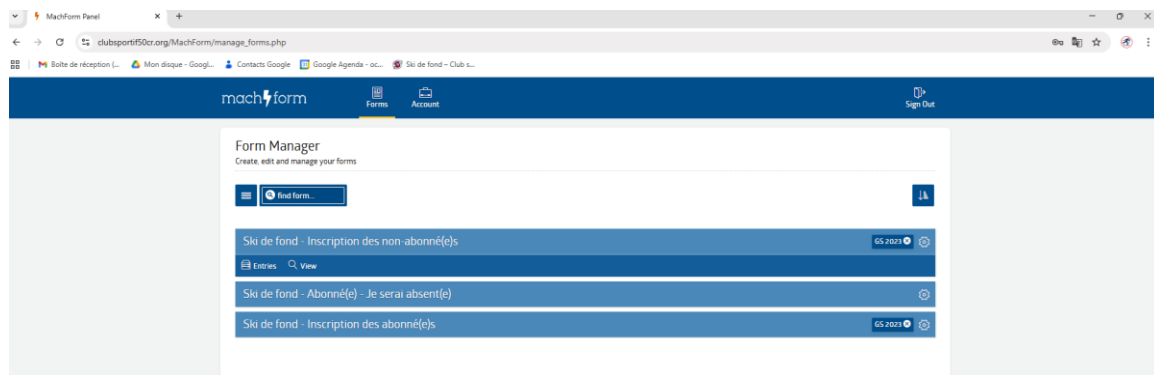 MachForm Panel
clubsportif50cr.org/MachForm/manage_forms.php
Boîte de réception (... Mon disque - Googl... Contacts Google Google Agenda - oc... Ski de fond – Club s...
machform Forms Account Sign Out
Form Manager
Create, edit and manage your forms
find form...
Ski de fond - Inscription des non-abonné(e)s GS 2023
Entries View
Ski de fond - Abonné(e) - Je serai absent(e)
Ski de fond - Inscription des abonné(e)s GS 2023